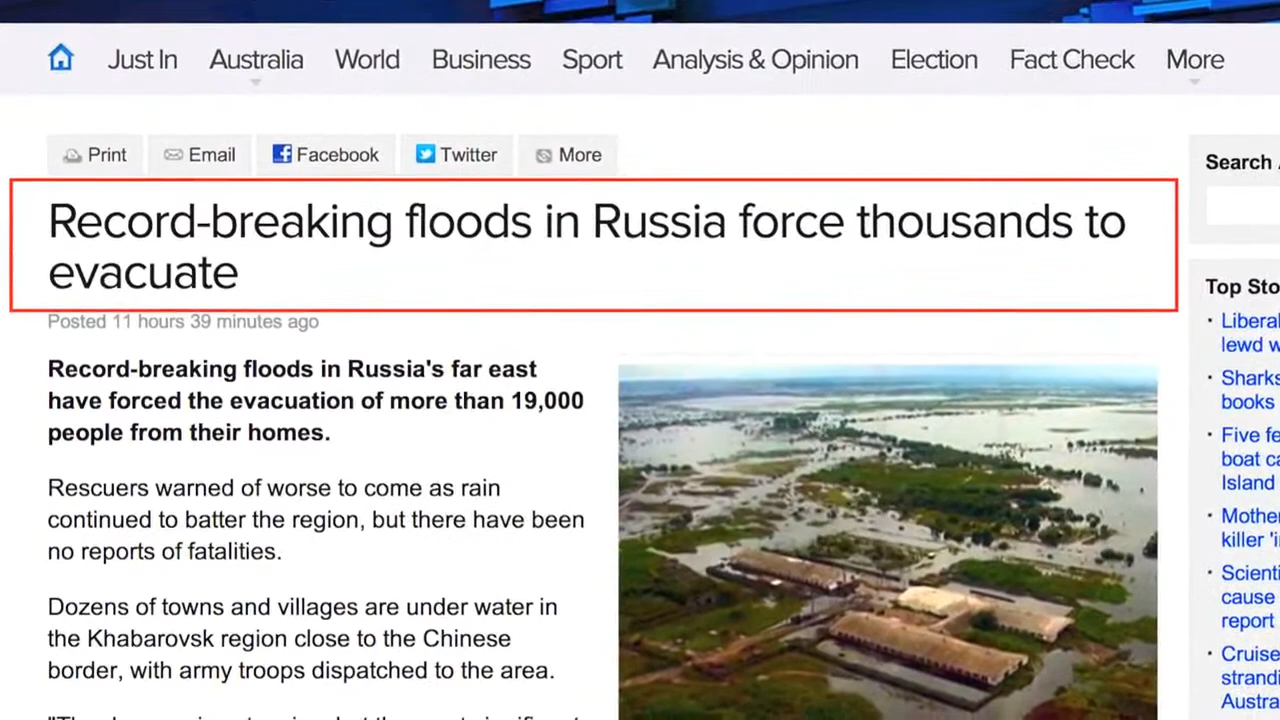 Just In Australia World Business Sport Analysis & Opinion Election Fact Check More
Print Email Facebook Twitter More
Record-breaking floods in Russia force thousands to
evacuate
Posted 11 hours 39 minutes ago
Record-breaking floods in Russia's far east
have forced the evacuation of more than 19,000
people from their homes.
Rescuers warned of worse to come as rain
continued to batter the region, but there have been
no reports of fatalities.
Dozens of towns and villages are under water in
the Khabarovsk region close to the Chinese
border, with army troops dispatched to the area.
Search
Top Sto
· Liberal
lewd w
· Sharks
books
· Five fe
boat ca
Island
· Mother
killer 'i
· Scienti
cause
report
· Cruise
strandi
Austra